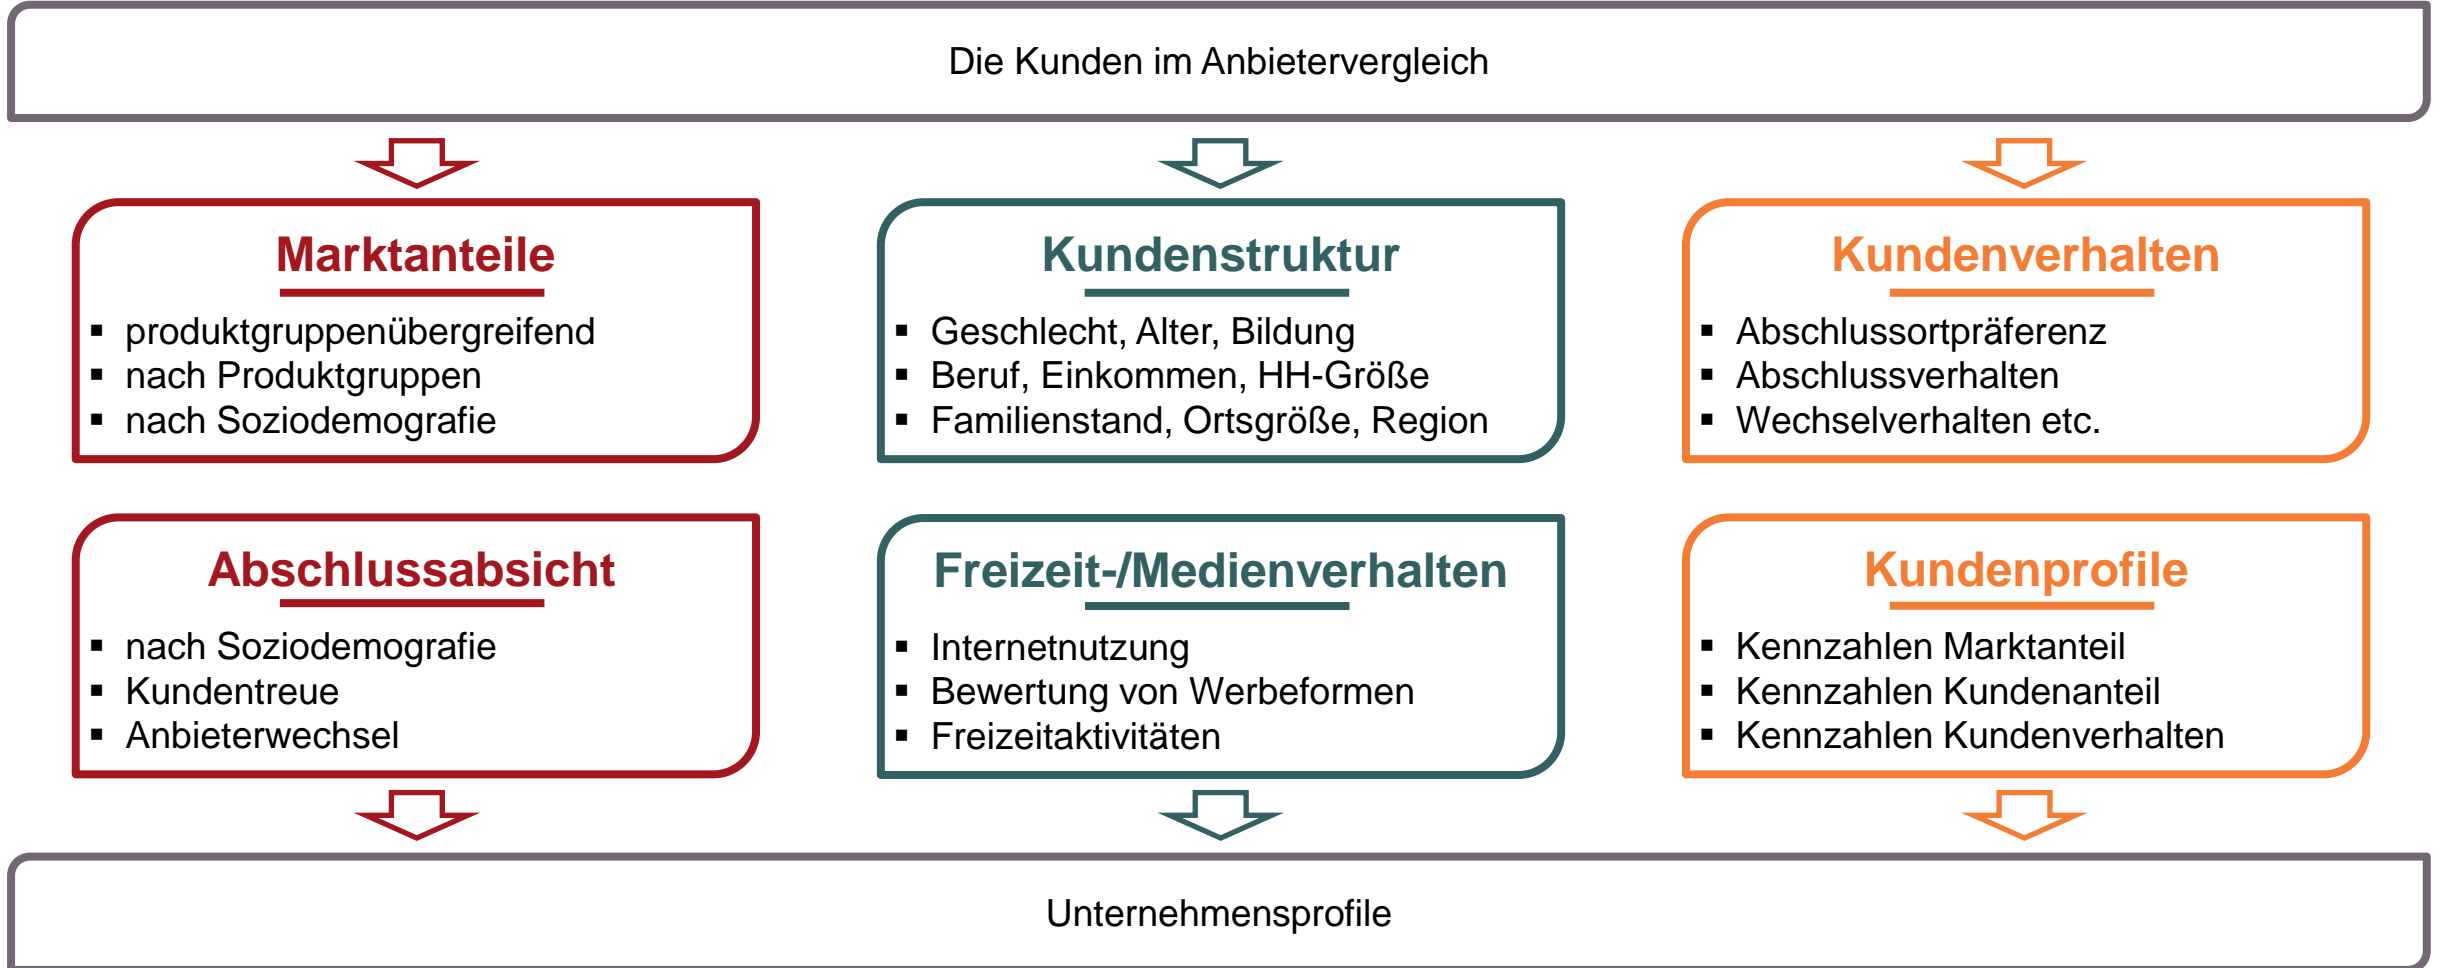 Die Kunden im Anbietervergleich
Marktanteile
▪ produktgruppenübergreifend
▪ nach Produktgruppen
▪ nach Soziodemografie
Kundenstruktur
▪ Geschlecht, Alter, Bildung
▪ Beruf, Einkommen, HH-Größe
▪ Familienstand, Ortsgröße, Region
Kundenverhalten
▪ Abschlussortpräferenz
▪ Abschlussverhalten
▪ Wechselverhalten etc.
Abschlussabsicht
▪ nach Soziodemografie
▪ Kundentreue
▪ Anbieterwechsel
Freizeit-/Medienverhalten
▪ Internetnutzung
▪ Bewertung von Werbeformen
▪ Freizeitaktivitäten
Kundenprofile
▪ Kennzahlen Marktanteil
▪ Kennzahlen Kundenanteil
▪ Kennzahlen Kundenverhalten
Unternehmensprofile